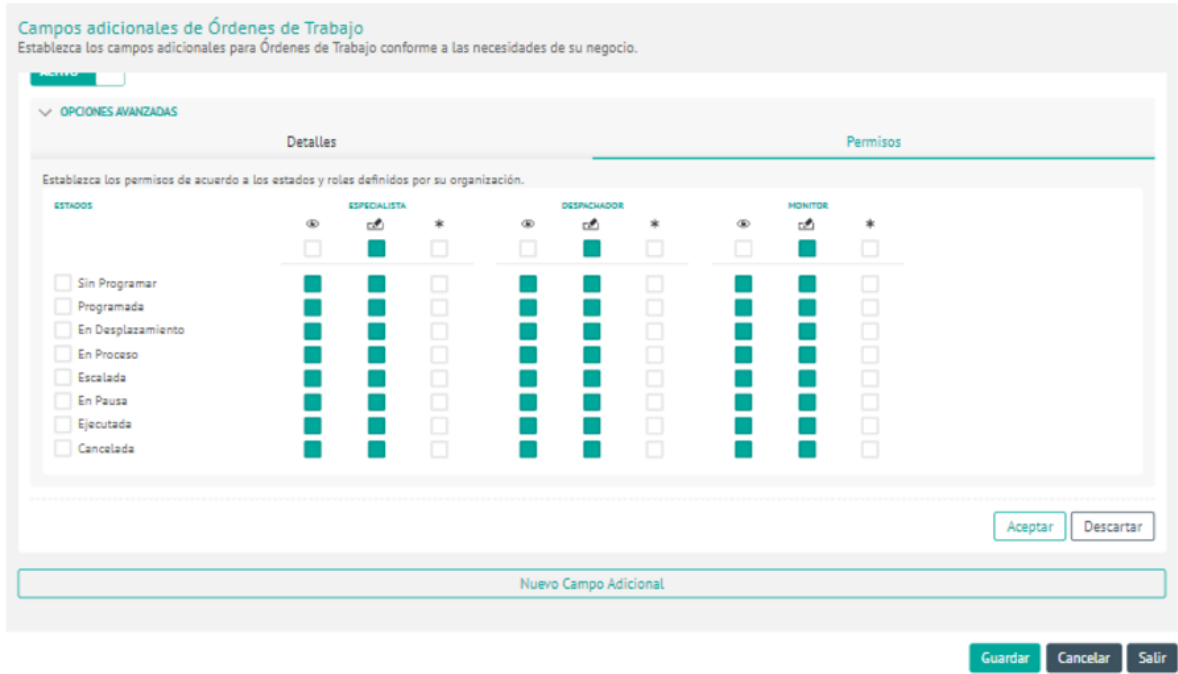 Campos adicionales de Órdenes de Trabajo
Establezca los campos adicionales para Órdenes de Trabajo conforme a las necesidades de su negocio.
ACTIVO
OPCIONES AVANZADAS
Detalles Permisos
Establezca los permisos de acuerdo a los estados y roles definidos por su organización.
ESTADOS ESPECIALISTA DESPACHADOR MONITOR
* * *
Sin Programar
Programada
En Desplazamiento
En Proceso
Escalada
En Pausa
Ejecutada
Cancelada
Aceptar Descartar
Nuevo Campo Adicional
Guardar Cancelar Salir